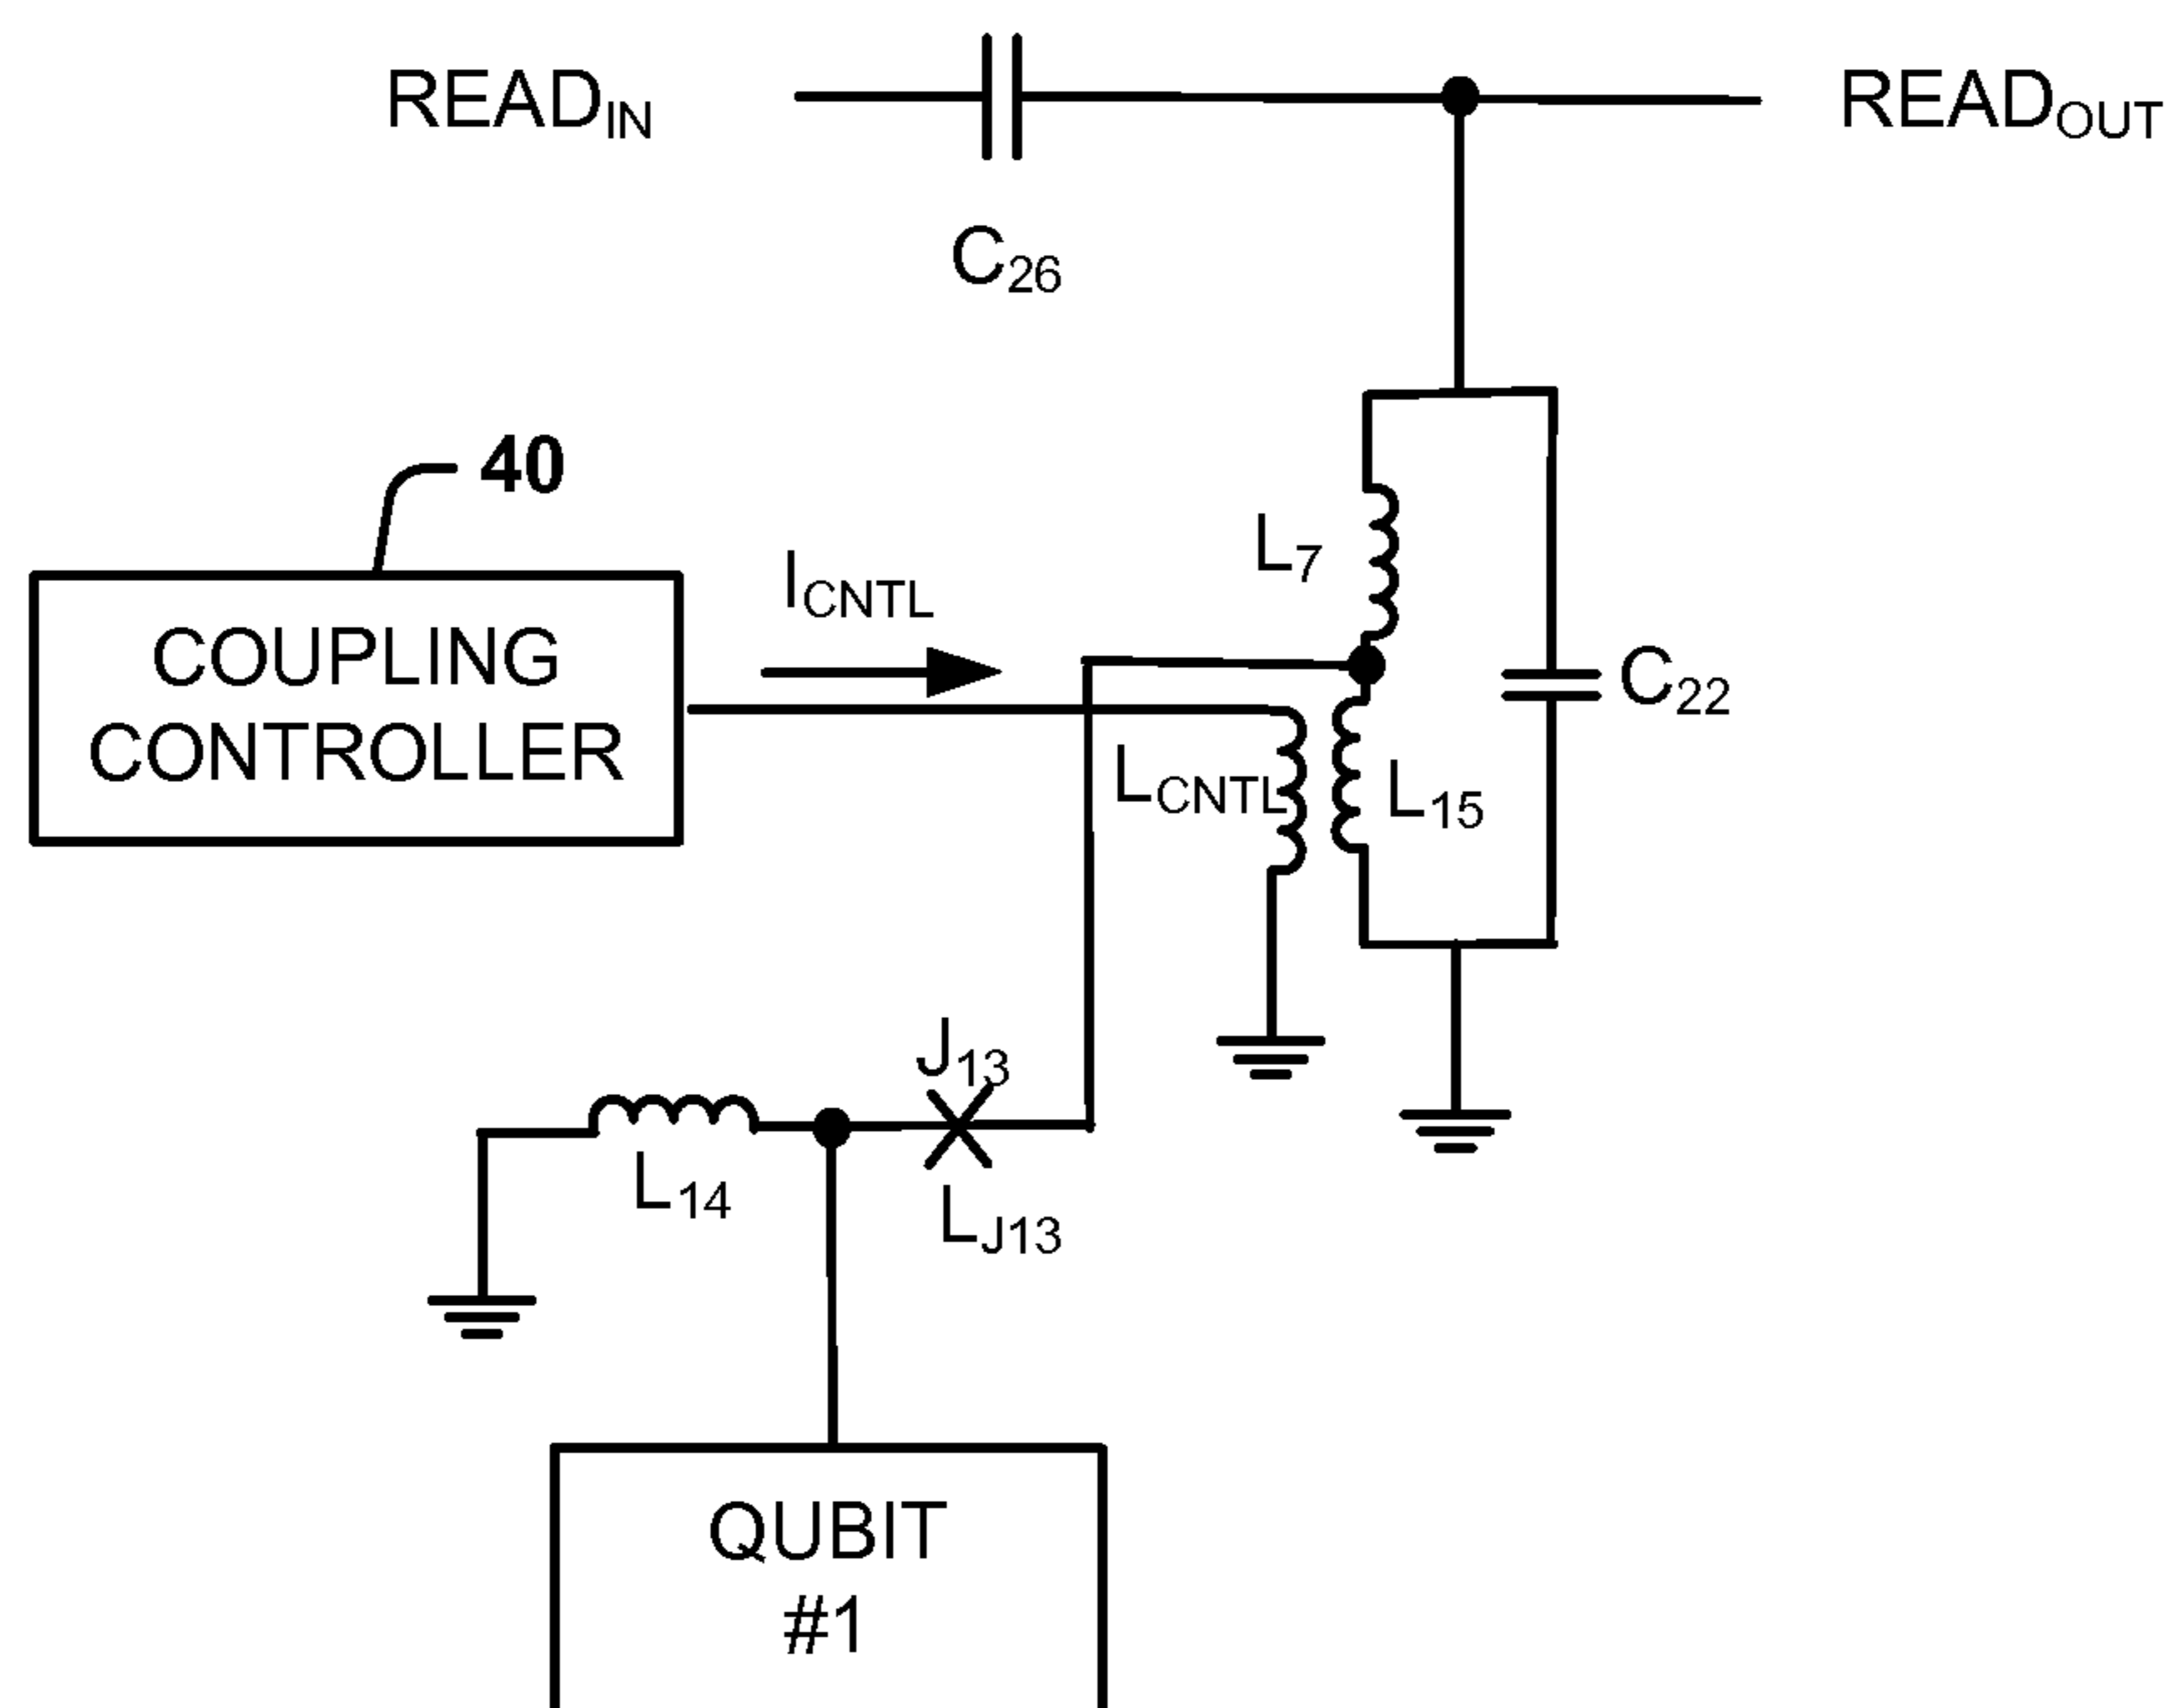 READIN
READOUT
C26
40
L7
ICNTL
COUPLING
CONTROLLER
C22
LCNTL
L15
J13
L14
LJ13
QUBIT
#1